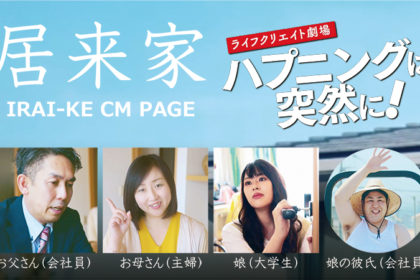 居来家
IRAI-KE CM PAGE
ライフクリエイト劇場
ハプニングは
突然に!
お父さん(会社員)
お母さん(主婦)
娘(大学生)
娘の彼氏(会社